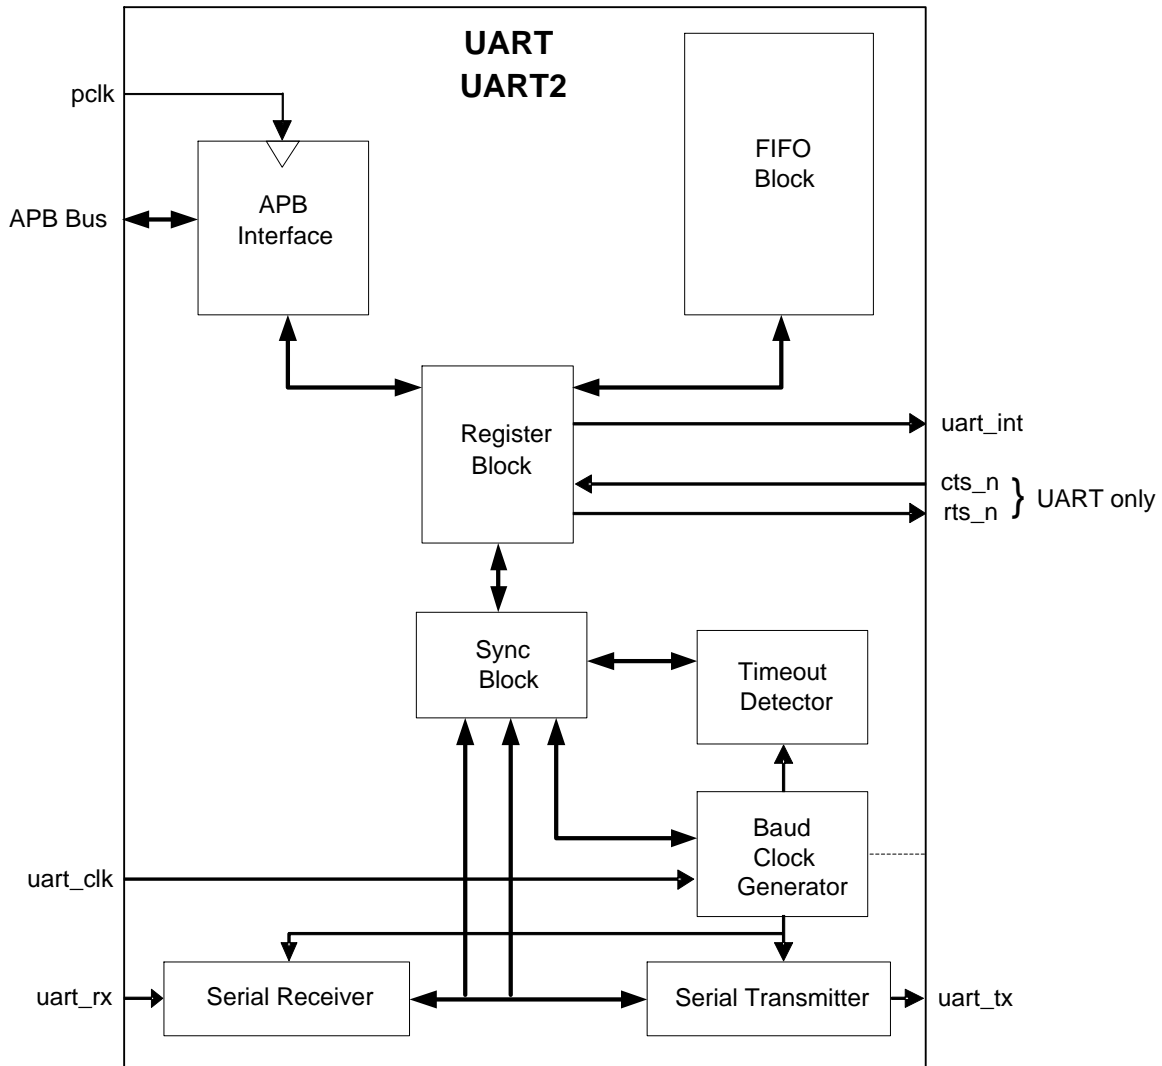 UART
UART2
pclk
FIFO
Block
APB
Interface
APB Bus
Register
Block
uart_int
cts_n
rts_n
} UART only
Sync
Block
Timeout
Detector
Baud
Clock
Generator
uart_clk
uart_rx
Serial Receiver
Serial Transmitter
uart_tx